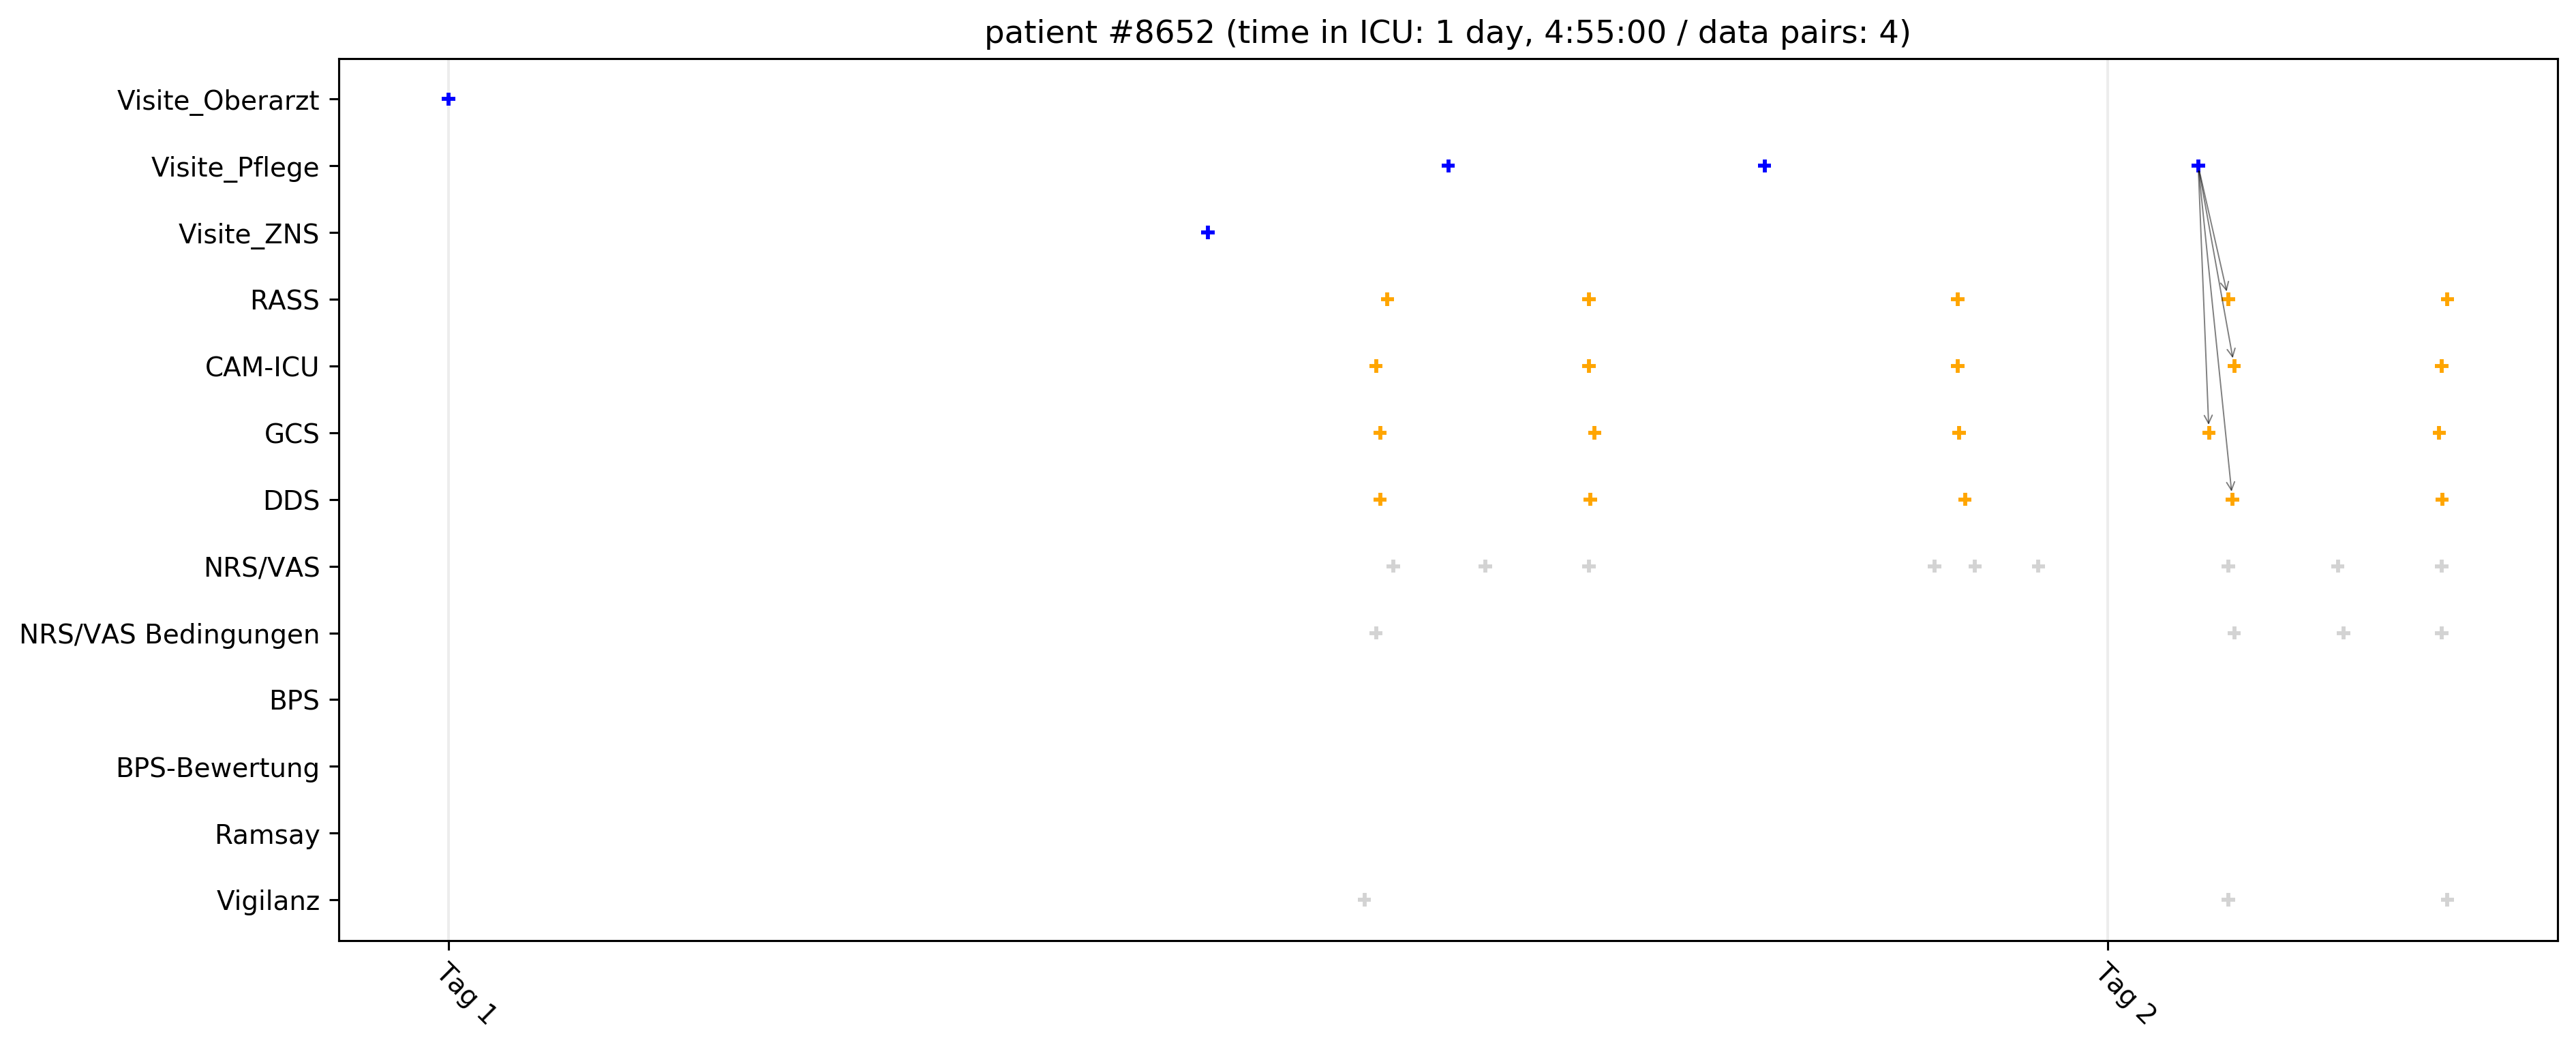 patient #8652 (time in ICU: 1 day, 4:55:00 / data pairs: 4)
Visite_Oberarzt
Visite_Pflege
Visite_ZNS
RASS
CAM-ICU
GCS
DDS
NRS/VAS
NRS/VAS Bedingungen
BPS
BPS-Bewertung
Ramsay
Vigilanz
Tag 1
Tag 2